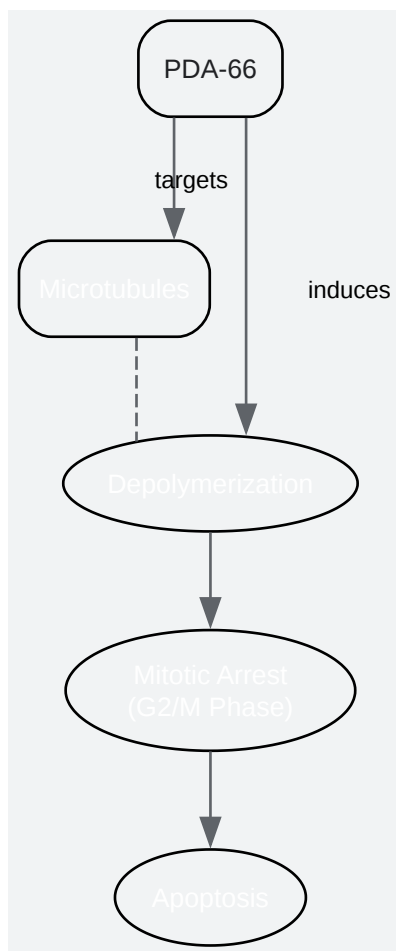 PDA-66
targets
Microtubules
induces
Depolymerization
Mitotic Arrest
(G2/M Phase)
Apoptosis